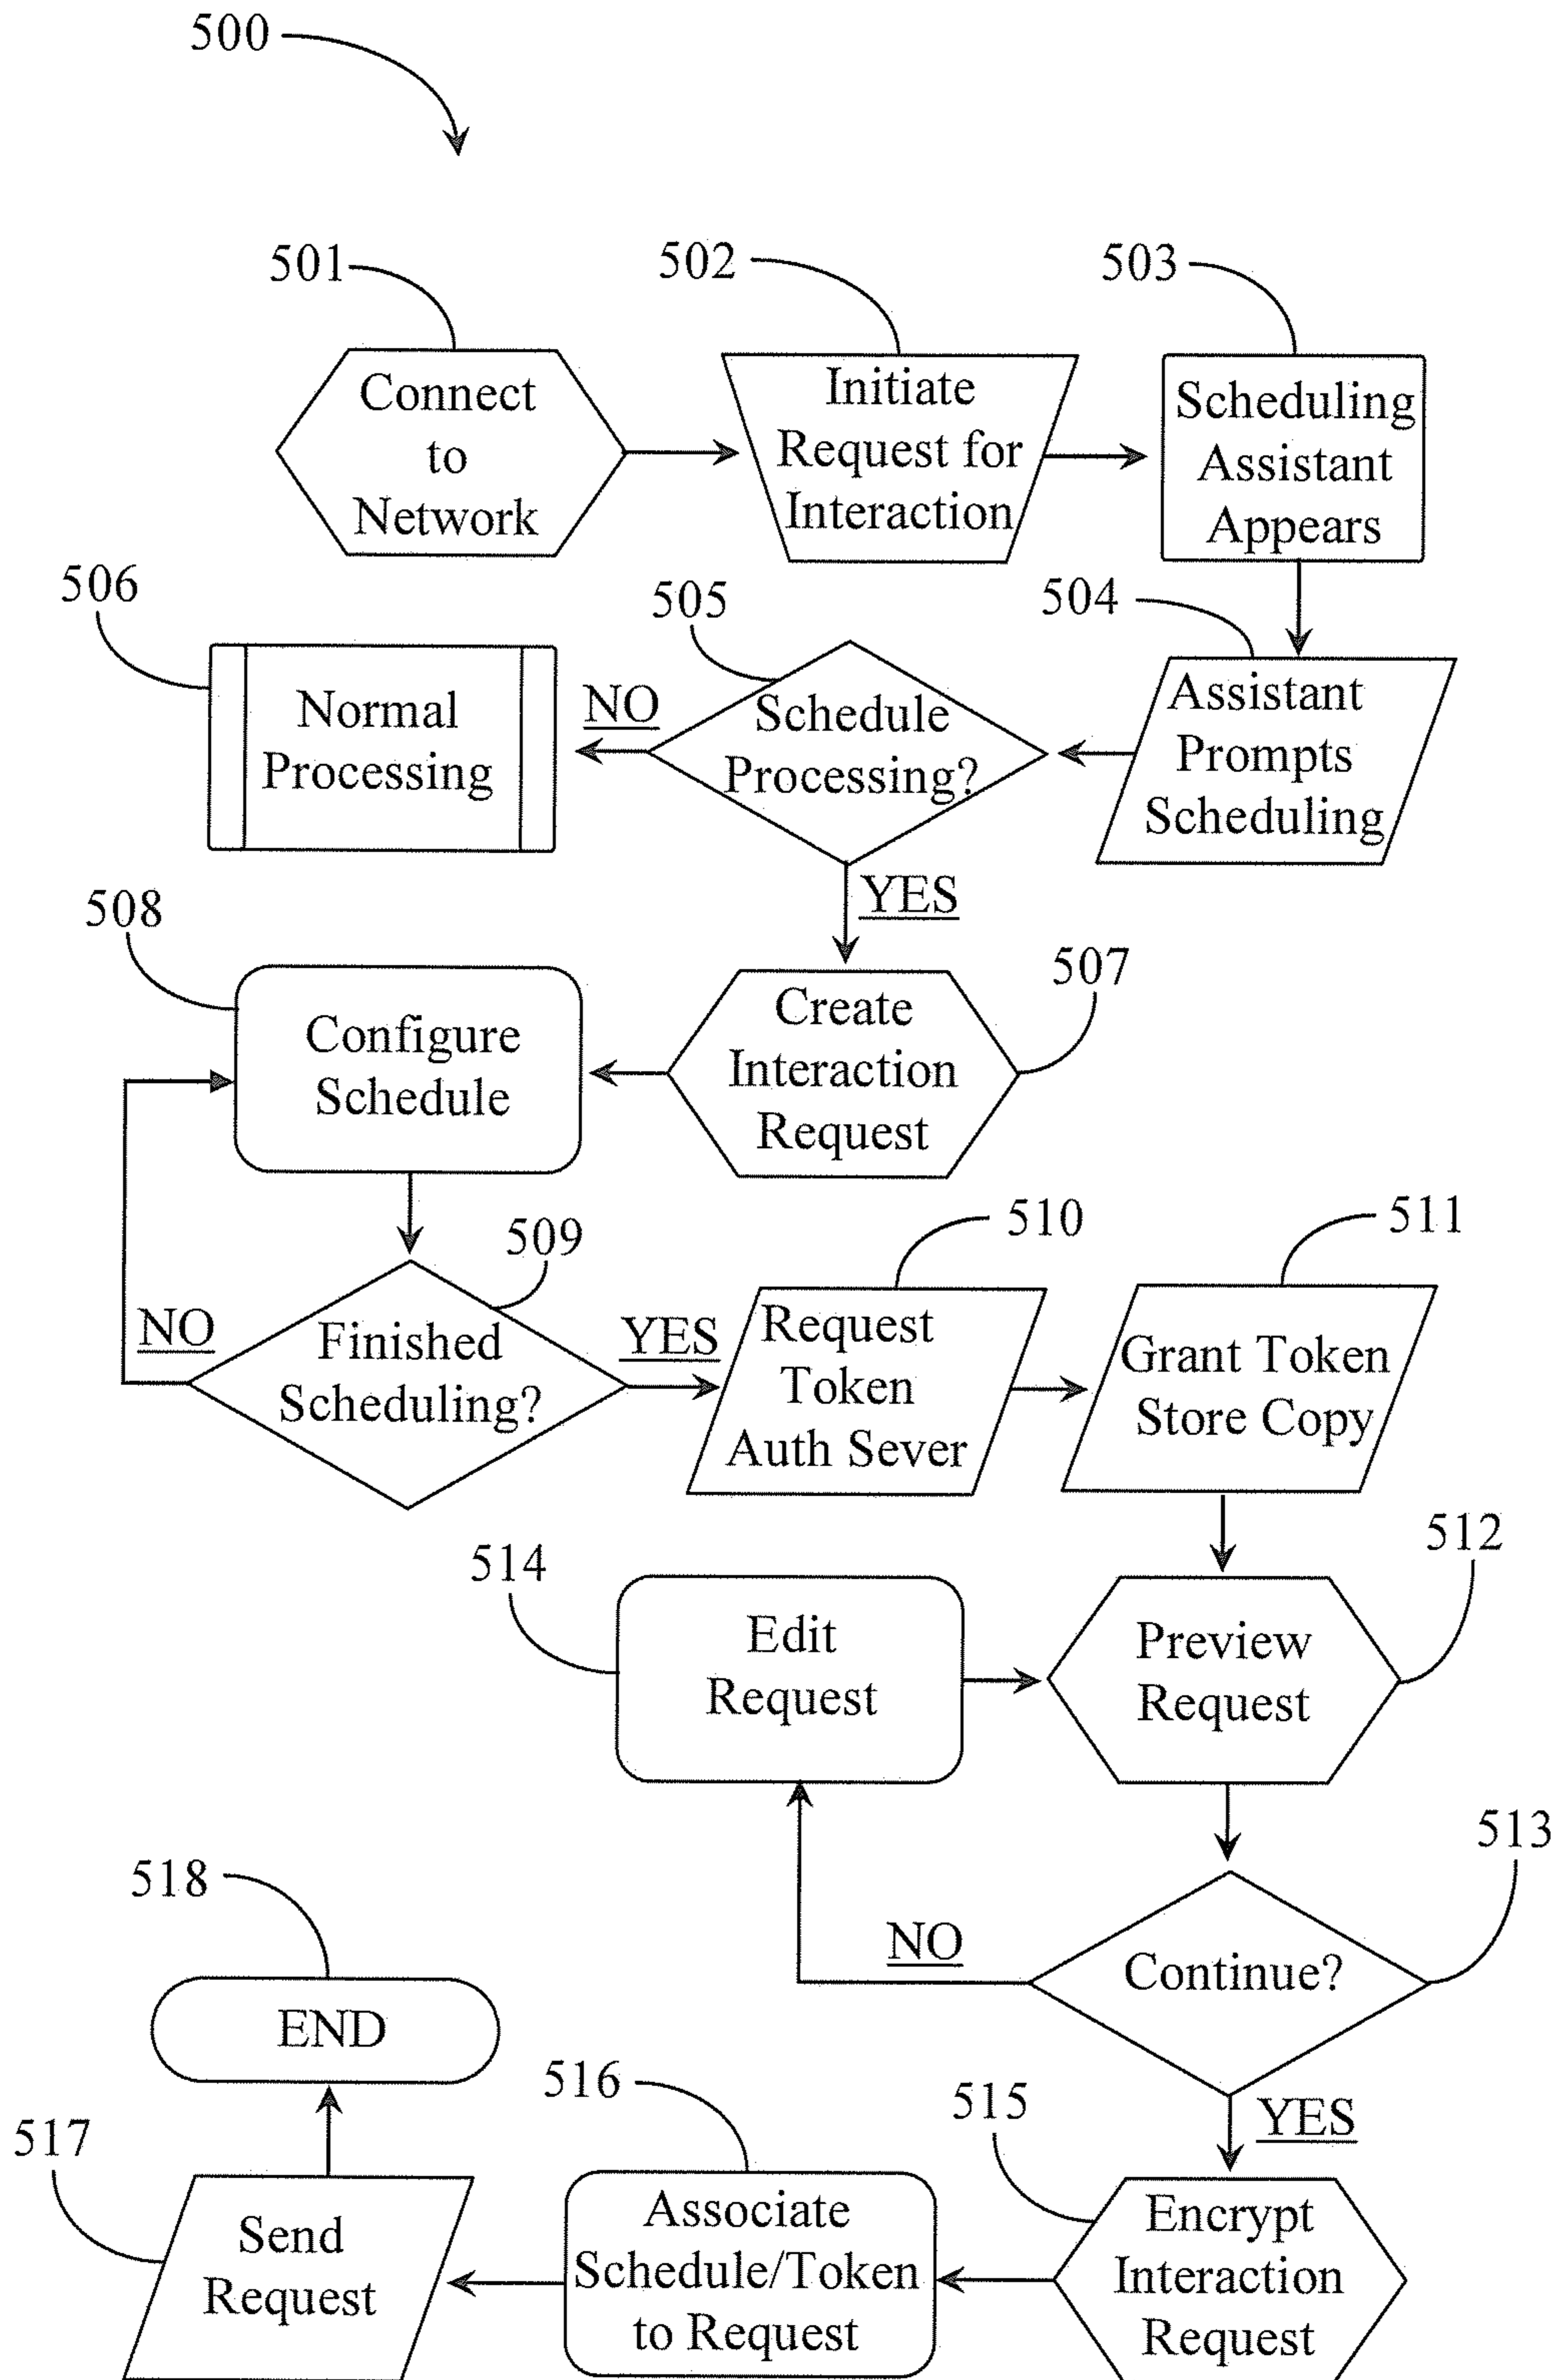 500
501
502
503
Connect
to
Network
Initiate
Request for
Interaction
Scheduling
Assistant
Appears
506
505
504
Normal
Processing
NO
Schedule
Processing?
Assistant
Prompts
Scheduling
YES
508
507
Configure
Schedule
Create
Interaction
Request
509
510
511
NO
Finished
Scheduling?
YES
Request
Token
Auth Sever
Grant Token
Store Copy
514
512
Edit
Request
Preview
Request
513
518
NO
Continue?
END
516
515
YES
517
Send
Request
Associate
Schedule/Token
to Request
Encrypt
Interaction
Request